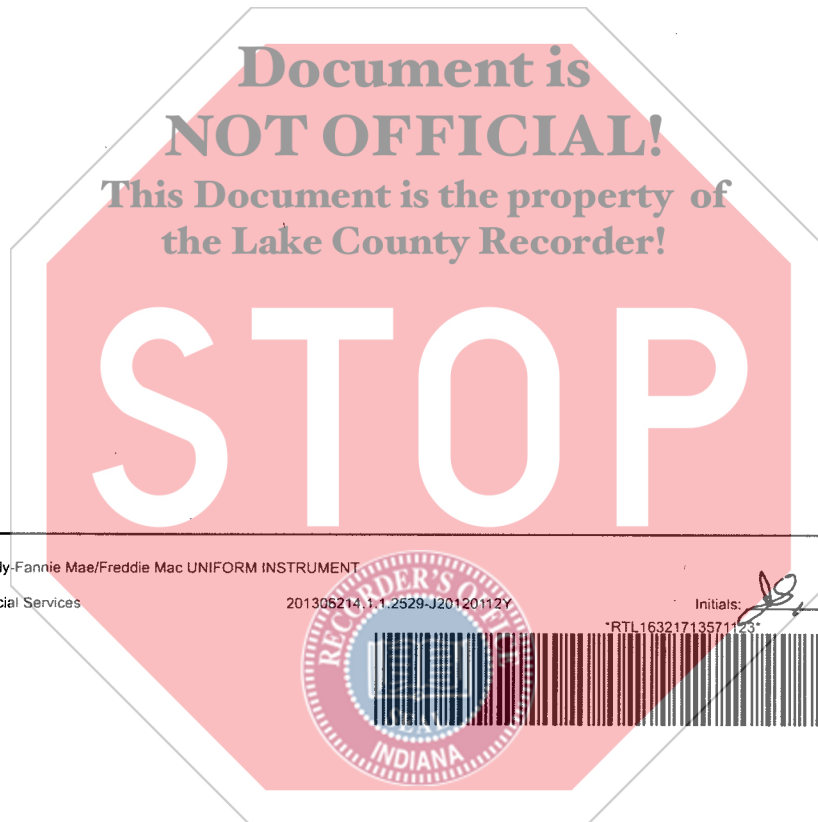 Document is
NOT OFFICIAL!
This Document is the property of
the Lake County Recorder!
STOP
ly-Fannie Mae/Freddie Mac UNIFORM INSTRUMENT
cial Services
201305214.1.1.2529-J20120112Y
Initials:
*RTL16321713571123*
RECORDER'S OFFICE
SEAL
INDIANA